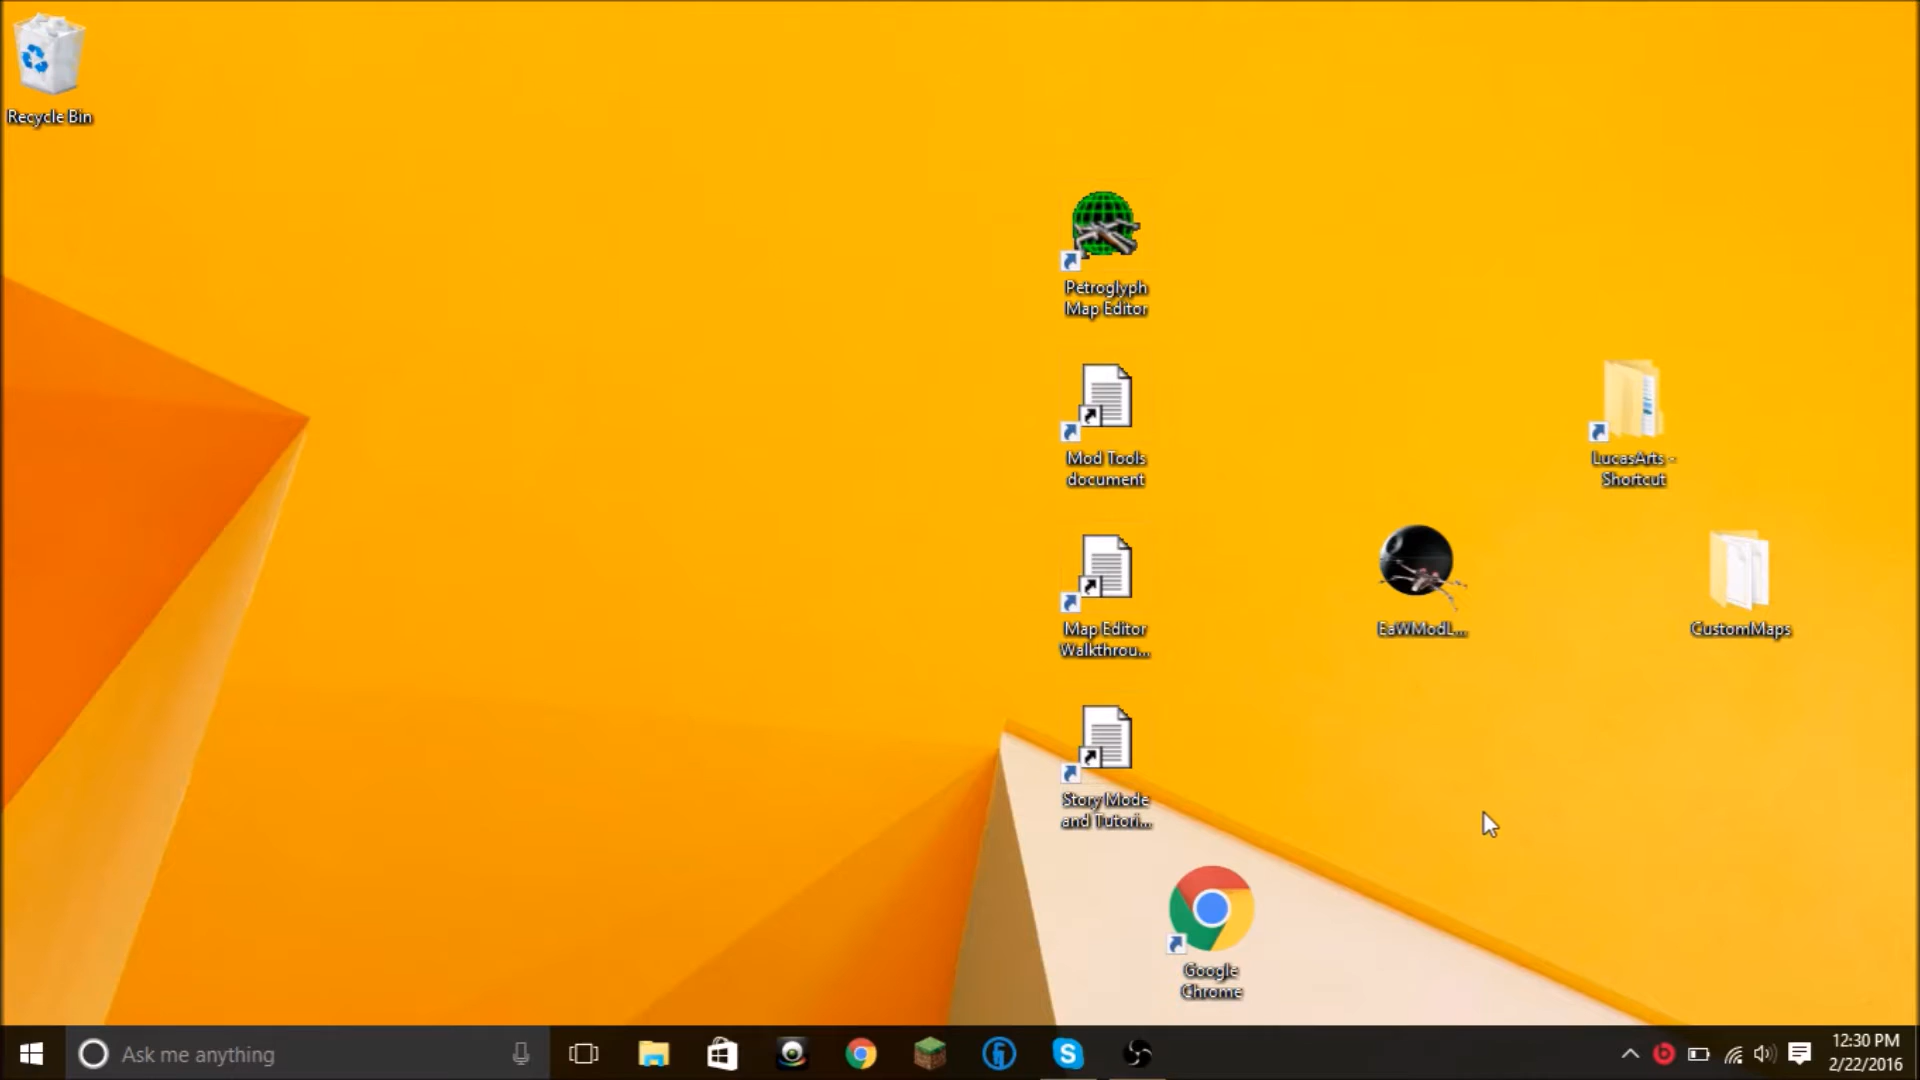 Recycle Bin
Petroglyph
Map Editor
Mod Tools
document
LucasArts -
Shortcut
Map Editor
Walkthrou...
EaWModL...
CustomMaps
Story Mode
and Tutori...
Google
Chrome
Ask me anything
12:30 PM
2/22/2016